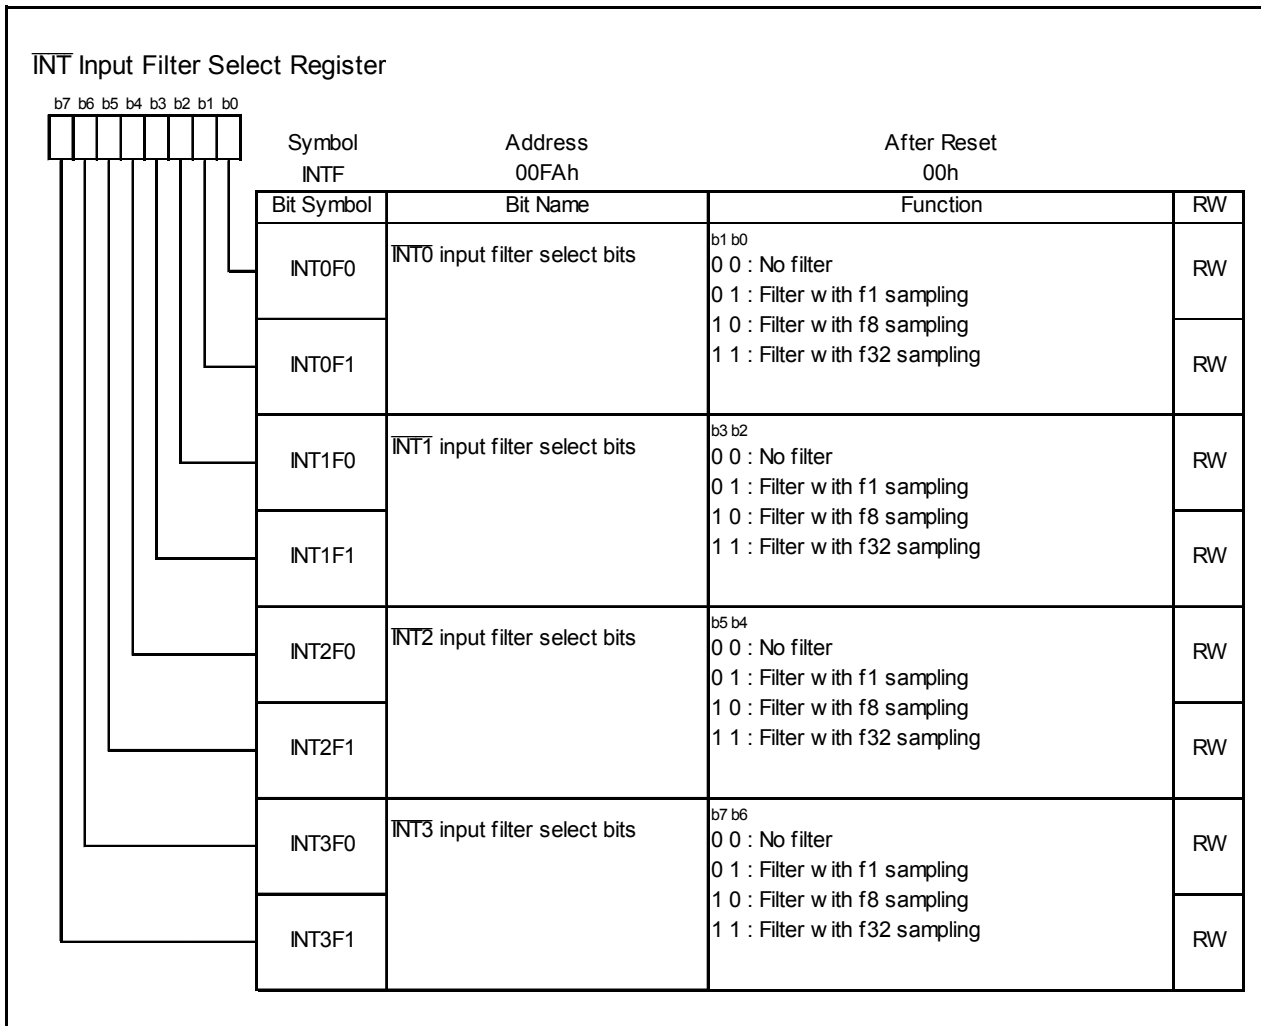 INT Input Filter Select Register
b7 b6 b5 b4 b3 b2 b1 b0
Symbol Address After Reset
INTF 00FAh 00h
Bit Symbol Bit Name Function RW
INT0F0 INT0 input filter select bits b1 b0 RW
0 0 : No filter
0 1 : Filter with f1 sampling
1 0 : Filter with f8 sampling
1 1 : Filter with f32 sampling
INT0F1 RW
INT1F0 INT1 input filter select bits b3 b2 RW
0 0 : No filter
0 1 : Filter with f1 sampling
1 0 : Filter with f8 sampling
1 1 : Filter with f32 sampling
INT1F1 RW
INT2F0 INT2 input filter select bits b5 b4 RW
0 0 : No filter
0 1 : Filter with f1 sampling
1 0 : Filter with f8 sampling
1 1 : Filter with f32 sampling
INT2F1 RW
INT3F0 INT3 input filter select bits b7 b6 RW
0 0 : No filter
0 1 : Filter with f1 sampling
1 0 : Filter with f8 sampling
1 1 : Filter with f32 sampling
INT3F1 RW